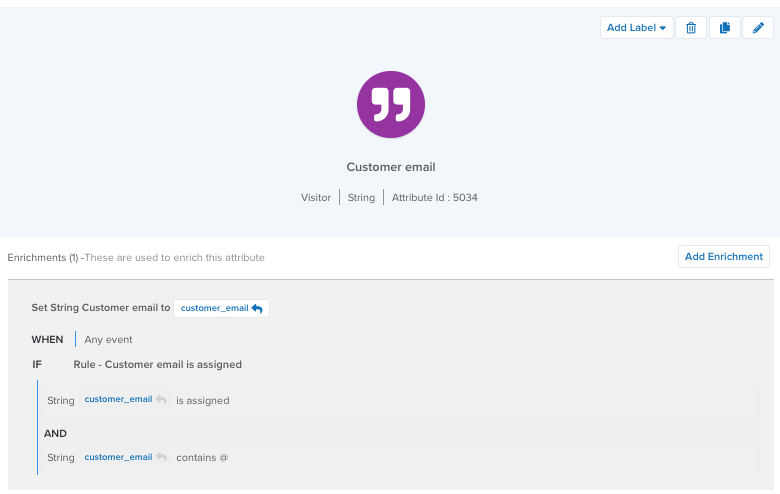 Add Label
Customer email
Visitor String Attribute Id : 5034
Enrichments (1) -These are used to enrich this attribute
Add Enrichment
Set String Customer email to customer_email
WHEN Any event
IF Rule - Customer email is assigned
String customer_email is assigned
AND
String customer_email contains @